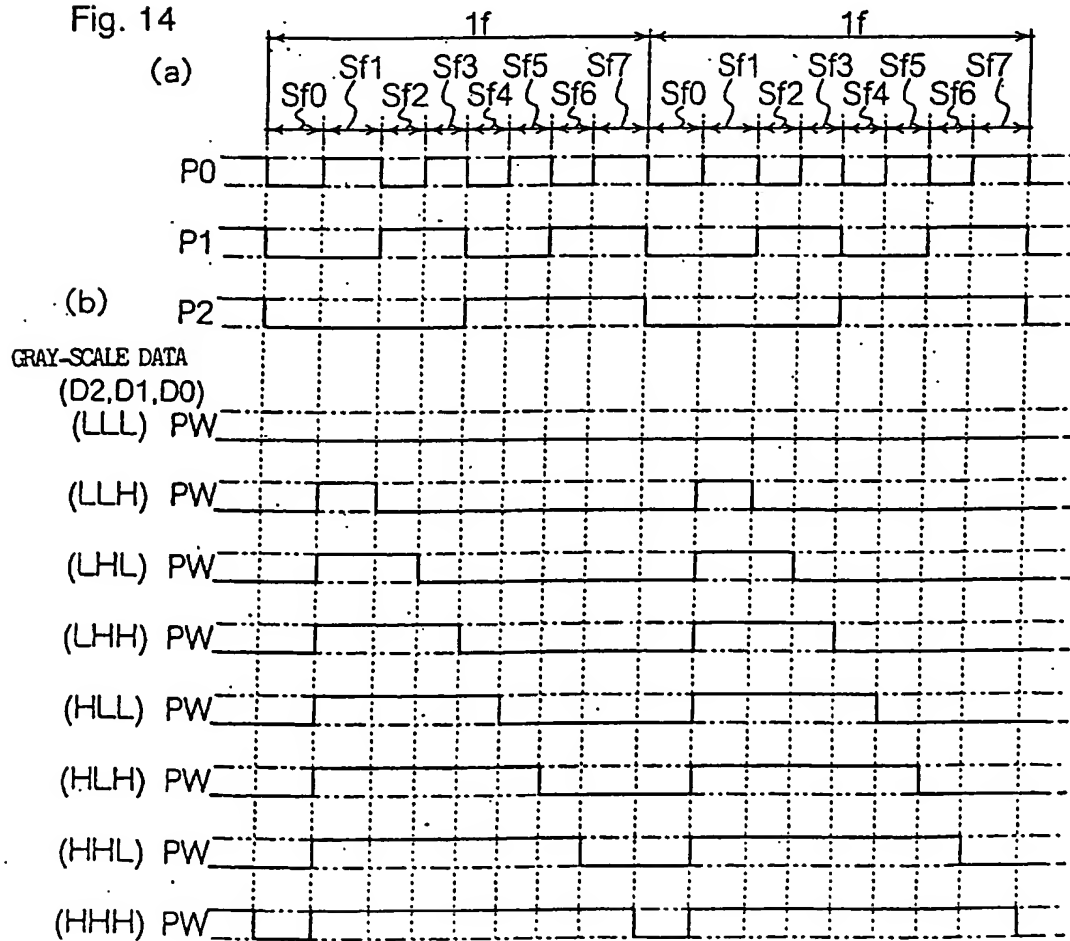 Fig. 14
1f 1f
(a)
Sf1 Sf3 Sf5 Sf7 Sf1 Sf3 Sf5 Sf7
Sf0 Sf2 Sf4 Sf6 Sf0 Sf2 Sf4 Sf6
P0
P1
(b)
P2
GRAY-SCALE DATA
(D2,D1,D0)
(LLL) PW
(LLH) PW
(LHL) PW
(LHH) PW
(HLL) PW
(HLH) PW
(HHL) PW
(HHH) PW